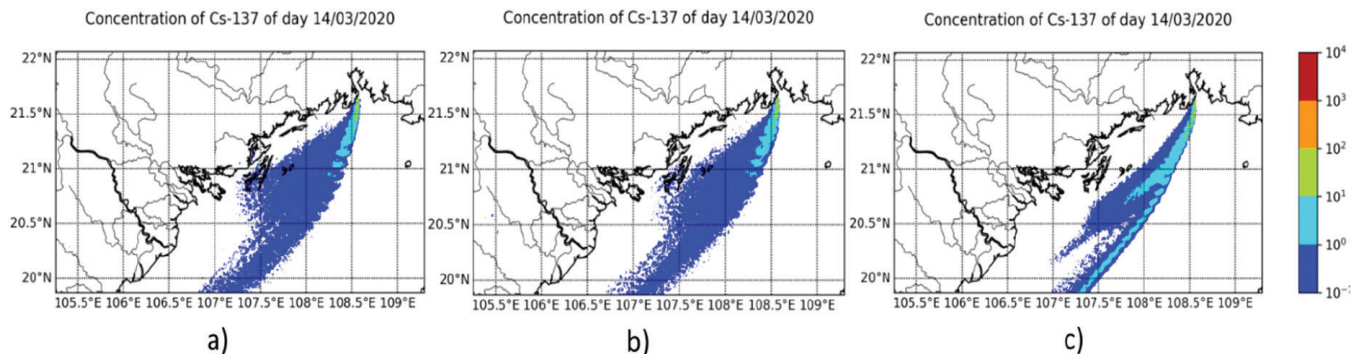 Concentration of Cs-137 of day 14/03/2020
Concentration of Cs-137 of day 14/03/2020
Concentration of Cs-137 of day 14/03/2020
22°N
21.5°N
21°N
20.5°N
20°N
105.5°E 106°E 106.5°E 107°E 107.5°E 108°E 108.5°E 109°E
22°N
21.5°N
21°N
20.5°N
20°N
105.5°E 106°E 106.5°E 107°E 107.5°E 108°E 108.5°E 109°E
22°N
21.5°N
21°N
20.5°N
20°N
105.5°E 106°E 106.5°E 107°E 107.5°E 108°E 108.5°E 109°E
10⁴
10³
10²
10¹
10⁰
a)
b)
c)